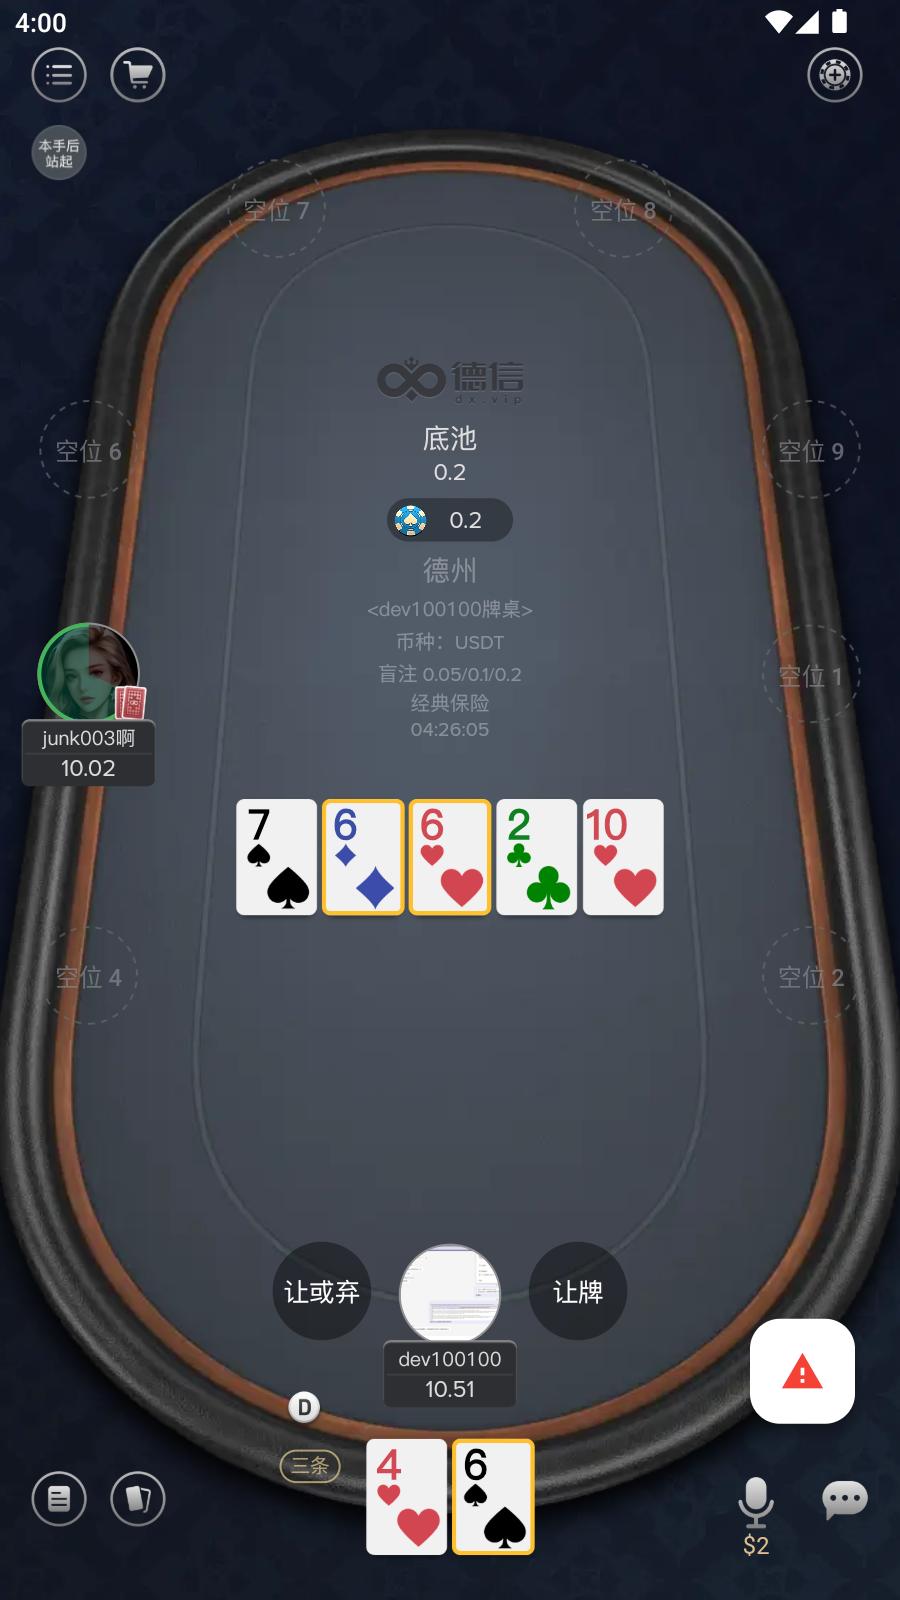 4:00
本手后
站起
空位 7
空位 8
德信
dx.vip
底池
0.2
空位 6
空位 9
0.2
德州
<dev100100牌桌>
币种：USDT
盲注 0.05/0.1/0.2
空位 1
经典保险
04:26:05
junk003啊
10.02
7
6
6
2
10
空位 4
空位 2
让或弃
让牌
dev100100
10.51
D
三条
4
6
$2